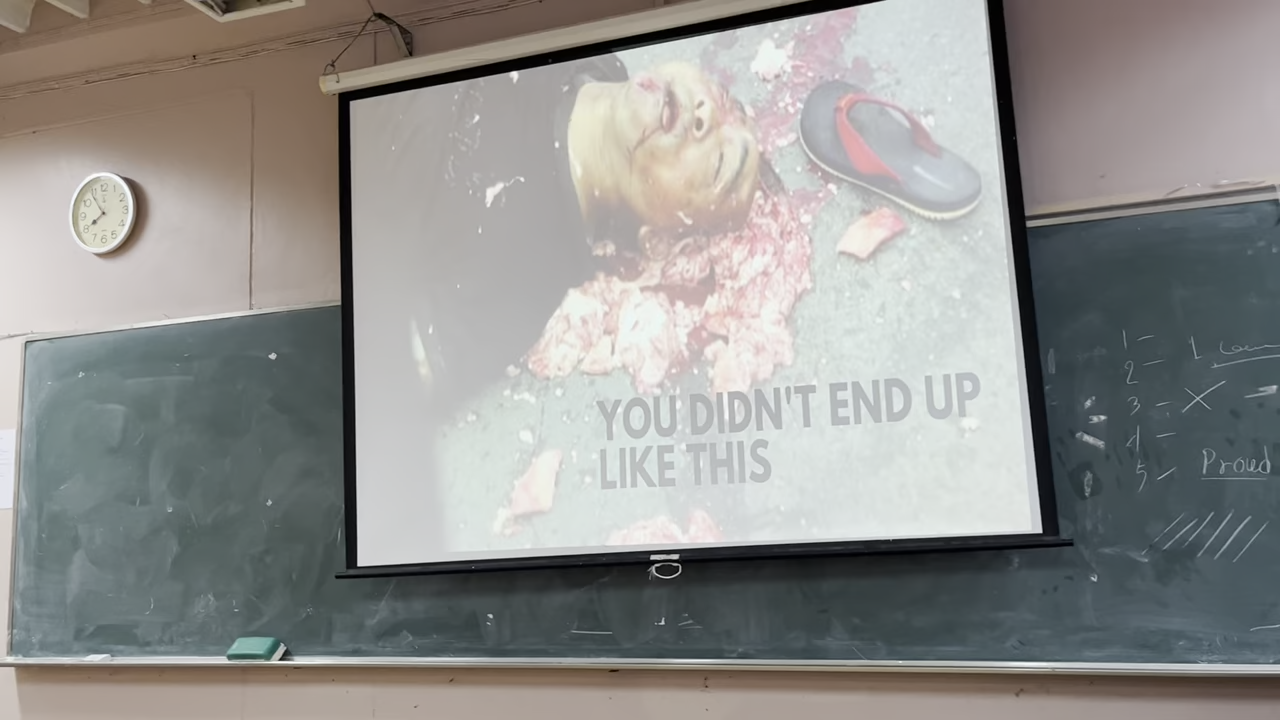 YOU DIDN'T END UP
LIKE THIS
1 -
2 -
3 - X
4 -
5 -
Proud